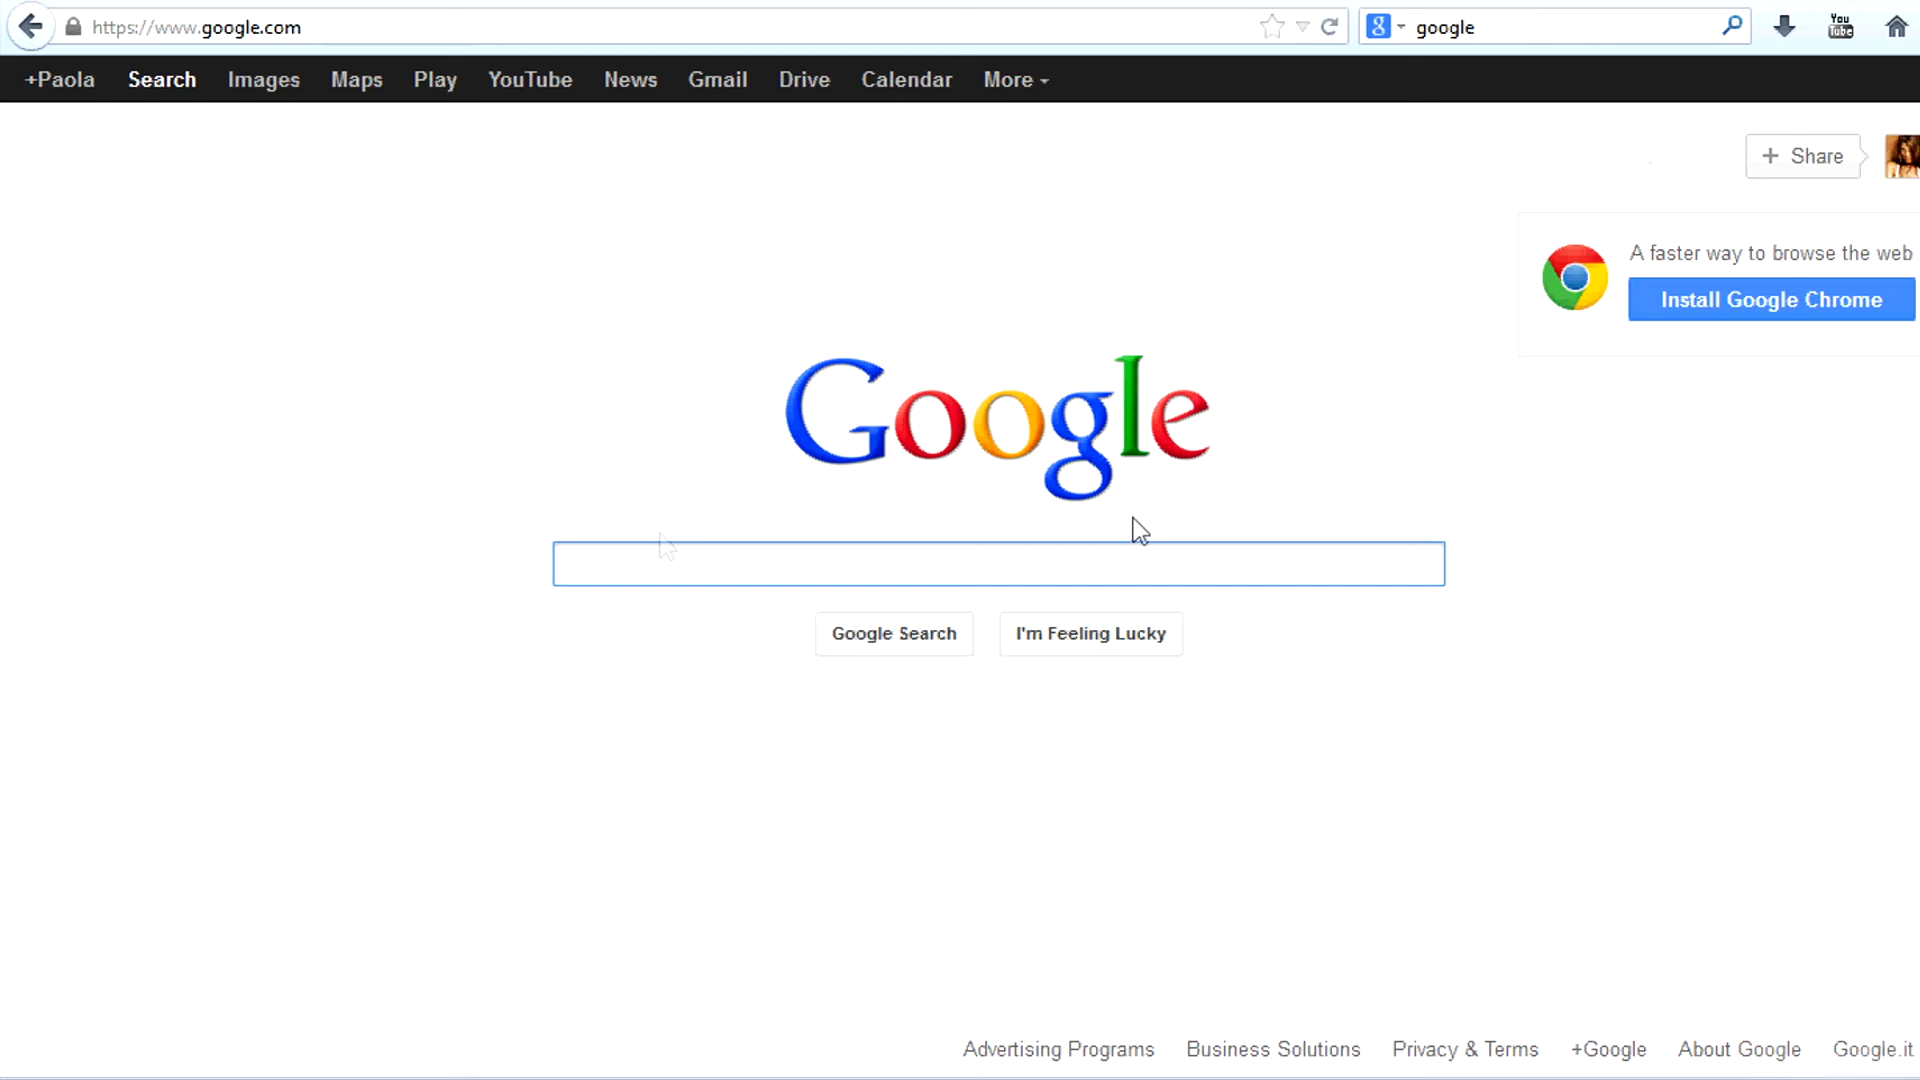 https://www.google.com
google
You Tube
+Paola Search Images Maps Play YouTube News Gmail Drive Calendar More
+ Share
A faster way to browse the web
Install Google Chrome
Google
Google Search I'm Feeling Lucky
Advertising Programs Business Solutions Privacy & Terms +Google About Google Google.it